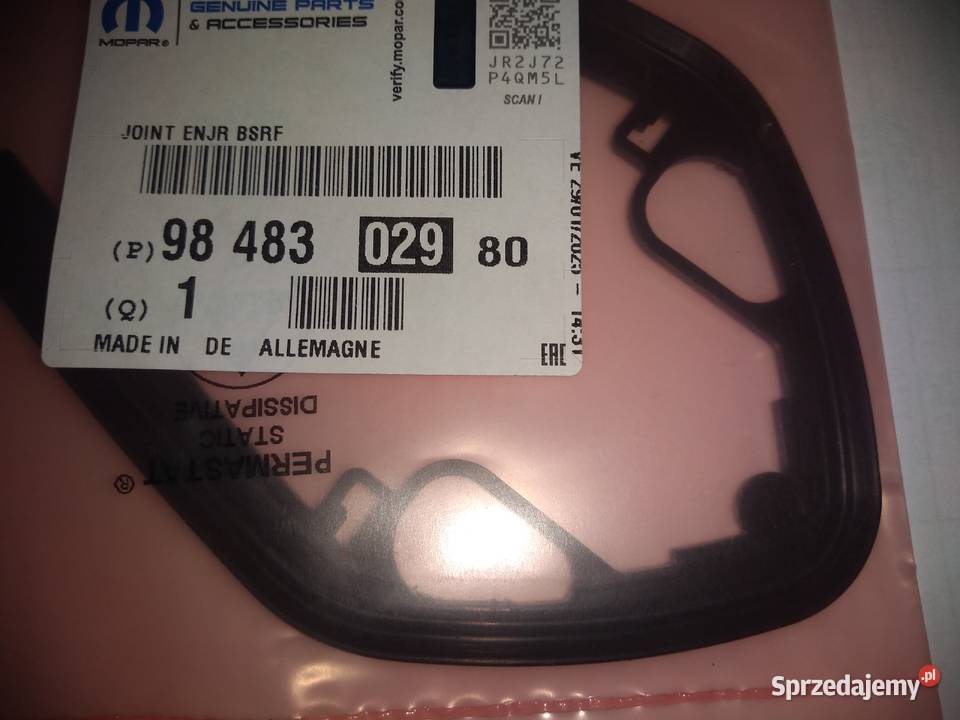 GENUINE PARTS
& ACCESSORIES
MOPAR®
verify.mopar.com
JR2J72
P4QM5L
SCAN!
JOINT ENJR BSRF
(P) 98 483 029 80
(Q) 1
MADE IN DE ALLEMAGNE
EAC
PERMASTAT ®
STATIC
DISSIPATIVE
Sprzedajemy.pl